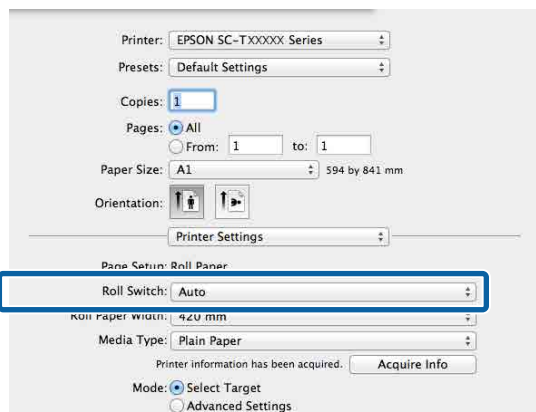 Printer: EPSON SC-TXXXXX Series
Presets: Default Settings
Copies: 1
Pages: All
From: 1 to: 1
Paper Size: A1 594 by 841 mm
Orientation:
Printer Settings
Page Setup: Roll Paper
Roll Switch: Auto
Roll Paper Width: 420 mm
Media Type: Plain Paper
Printer information has been acquired. Acquire Info
Mode: Select Target
Advanced Settings